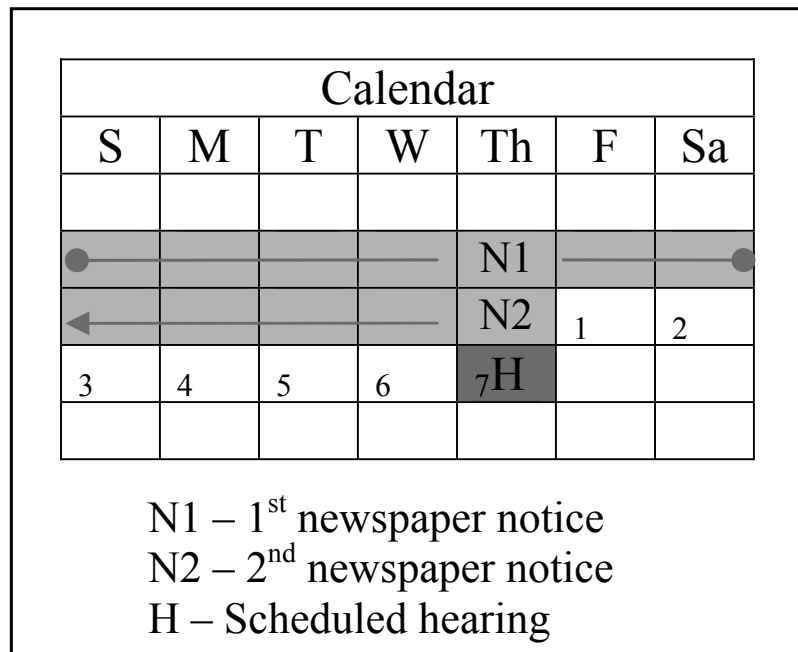 Calendar
S M T W Th F Sa
N1
N2 1 2
3 4 5 6 7H
N1 – 1st newspaper notice
N2 – 2nd newspaper notice
H – Scheduled hearing